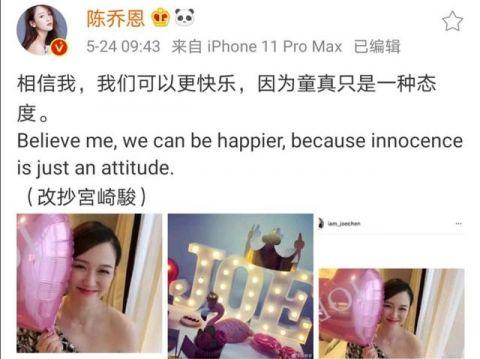 陈乔恩
5-24 09:43 来自 iPhone 11 Pro Max 已编辑
相信我，我们可以更快乐，因为童真只是一种态
度。
Believe me, we can be happier, because innocence
is just an attitude.
（改抄宮崎駿）
iam_joechen
JOE